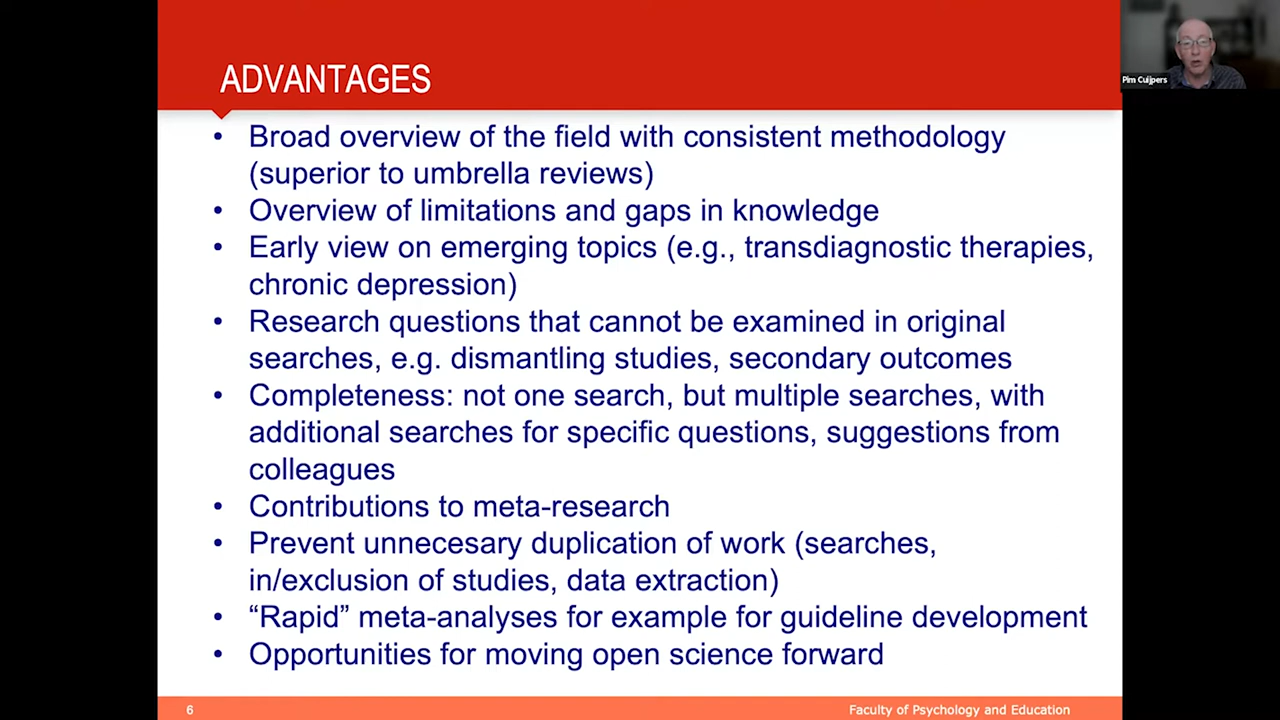 ADVANTAGES
Pim Cuijpers
• Broad overview of the field with consistent methodology
(superior to umbrella reviews)
• Overview of limitations and gaps in knowledge
• Early view on emerging topics (e.g., transdiagnostic therapies,
chronic depression)
• Research questions that cannot be examined in original
searches, e.g. dismantling studies, secondary outcomes
• Completeness: not one search, but multiple searches, with
additional searches for specific questions, suggestions from
colleagues
• Contributions to meta-research
• Prevent unnecesary duplication of work (searches,
in/exclusion of studies, data extraction)
• “Rapid” meta-analyses for example for guideline development
• Opportunities for moving open science forward
6
Faculty of Psychology and Education